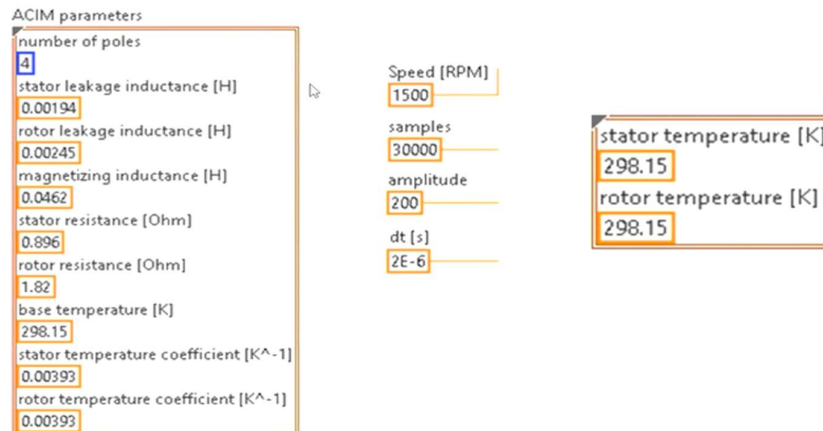 ACIM parameters
number of poles
4
stator leakage inductance [H]
0.00194
rotor leakage inductance [H]
0.00245
magnetizing inductance [H]
0.0462
stator resistance [Ohm]
0.896
rotor resistance [Ohm]
1.82
base temperature [K]
298.15
stator temperature coefficient [K^-1]
0.00393
rotor temperature coefficient [K^-1]
0.00393
Speed [RPM]
1500
samples
30000
amplitude
200
dt [s]
2E-6
stator temperature [K]
298.15
rotor temperature [K]
298.15